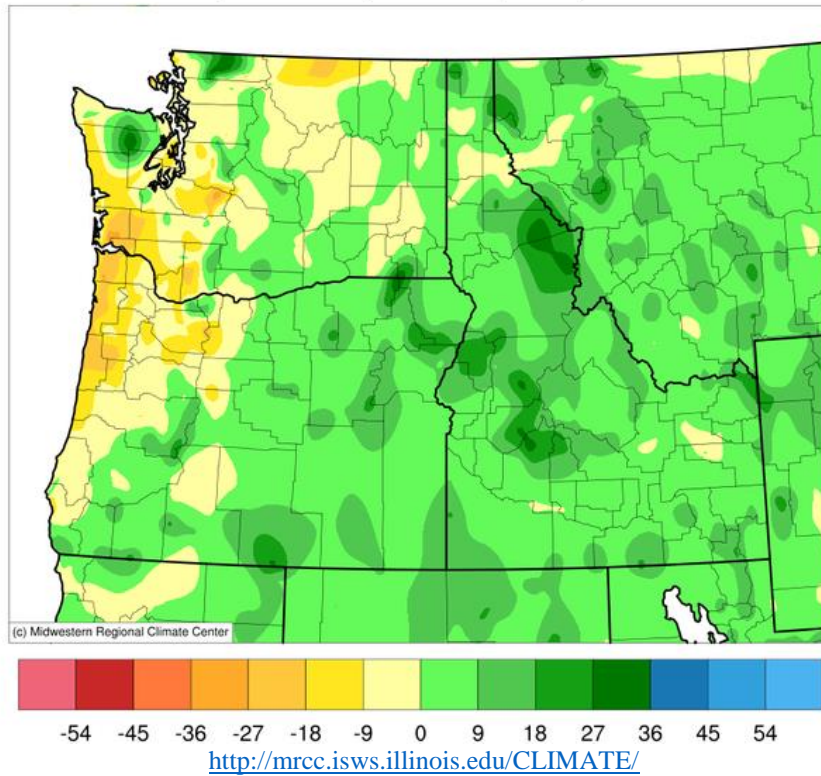 (c) Midwestern Regional Climate Center
-54 -45 -36 -27 -18 -9 0 9 18 27 36 45 54
http://mrcc.isws.illinois.edu/CLIMATE/